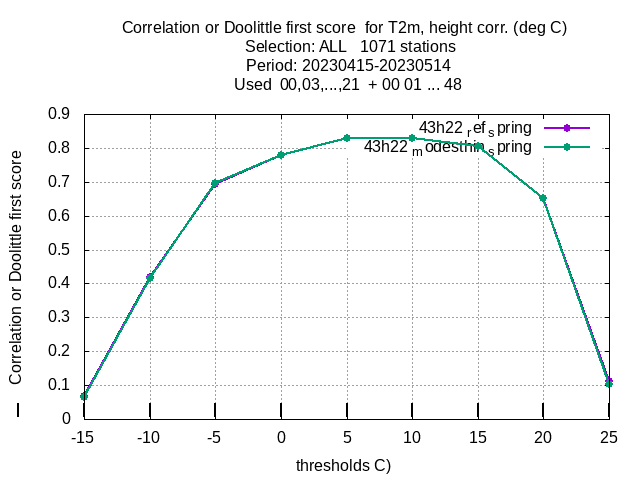 Correlation or Doolittle first score  for T2m, height corr. (deg C)
Selection: ALL   1071 stations
Period: 20230415-20230514
Used  00,03,...,21  + 00 01 ... 48
Correlation or Doolittle first score
43h22 ref spring
43h22 modesthin spring
0.9
0.8
0.7
0.6
0.5
0.4
0.3
0.2
0.1
0
-15 -10 -5 0 5 10 15 20 25
thresholds C)